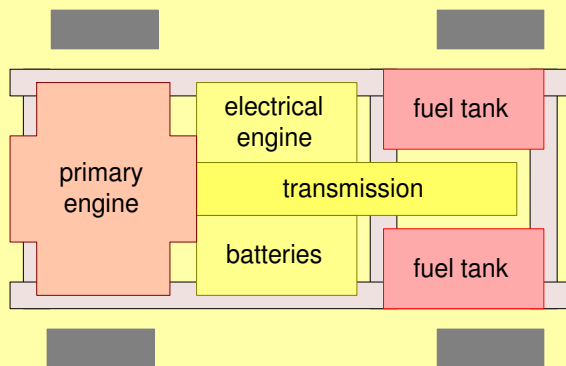 electrical
engine
fuel tank
primary
engine
transmission
batteries
fuel tank